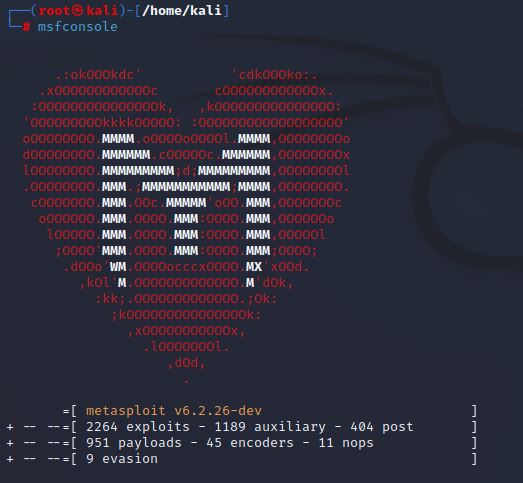 ┌──(root㉿kali)-[/home/kali]
└─# msfconsole
.:okOOOkdc' 'cdkOOOko:.
.xOOOOOOOOOOOOc cOOOOOOOOOOOOx.
:OOOOOOOOOOOOOOOk, ,kOOOOOOOOOOOOOOO:
'OOOOOOOOOkkkkOOOOO: :OOOOOOOOOOOOOOOOOO'
oOOOOOOOO.MMMM.oOOOOoOOOOl.MMMM,OOOOOOOOo
dOOOOOOOO.MMMMMM.cOOOOOc.MMMMMM,OOOOOOOOx
lOOOOOOOO.MMMMMMMMM;d;MMMMMMMMM,OOOOOOOOl
.OOOOOOOO.MMM.;MMMMMMMMMMM;MMMM,OOOOOOOO.
cOOOOOOO.MMM.OOc.MMMMM'oOO.MMM,OOOOOOOc
oOOOOOO.MMM.OOOO.MMM:OOOO.MMM,OOOOOOo
lOOOOO.MMM.OOOO.MMM:OOOO.MMM,OOOOOl
;OOOO'MMM.OOOO.MMM:OOOO.MMM;OOOO;
.dOOo'WM.OOOOocccxOOOO.MX'xOOd.
,kOl'M.OOOOOOOOOOOOO.M'dOk,
:kk;.OOOOOOOOOOOOO.;Ok:
;kOOOOOOOOOOOOOOOk:
,xOOOOOOOOOOOx,
.lOOOOOOOl.
,dOd,
.
=[ metasploit v6.2.26-dev ]
+ -- --=[ 2264 exploits - 1189 auxiliary - 404 post ]
+ -- --=[ 951 payloads - 45 encoders - 11 nops ]
+ -- --=[ 9 evasion ]